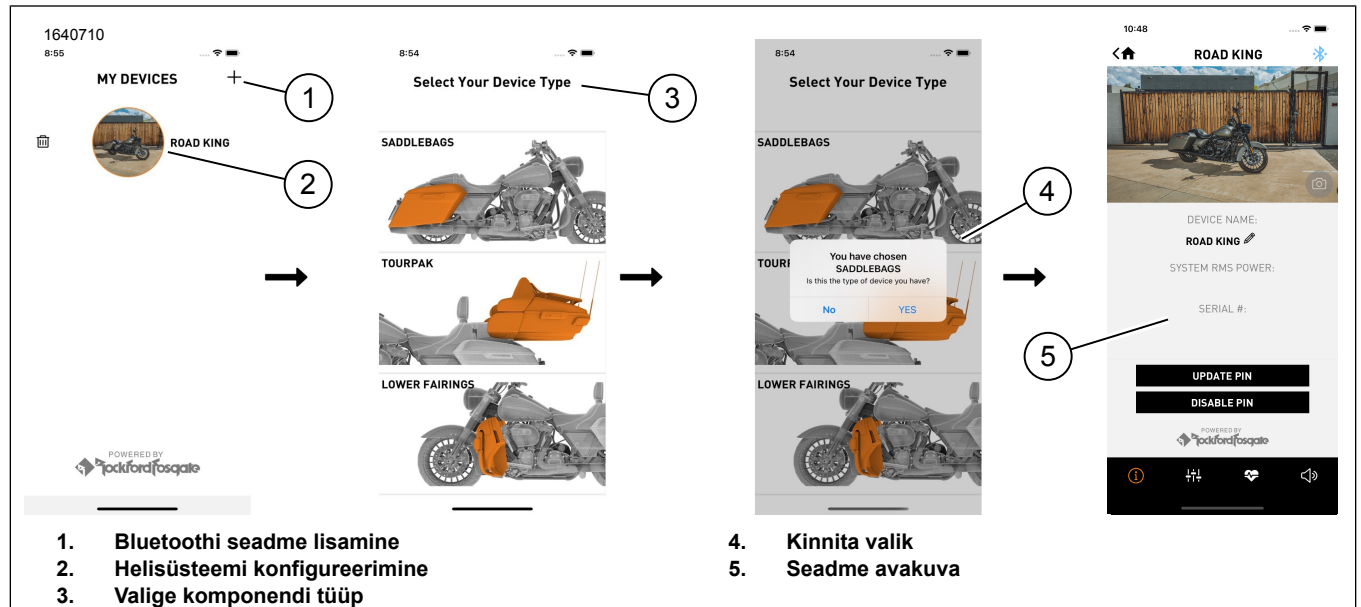 1640710
8:55
MY DEVICES
1
ROAD KING
2
POWERED BY
Rockford Fosgate
8:54
Select Your Device Type
3
SADDLEBAGS
TOURPAK
LOWER FAIRINGS
8:54
Select Your Device Type
SADDLEBAGS
4
TOURP
You have chosen
SADDLEBAGS
Is this the type of device you have?
No YES
LOWER FAIRINGS
10:48
ROAD KING
DEVICE NAME:
ROAD KING
SYSTEM RMS POWER:
SERIAL #:
5
UPDATE PIN
DISABLE PIN
POWERED BY
Rockford Fosgate
1. Bluetoothi seadme lisamine
2. Helisüsteemi konfigureerimine
3. Valige komponendi tüüp
4. Kinnita valik
5. Seadme avakuva